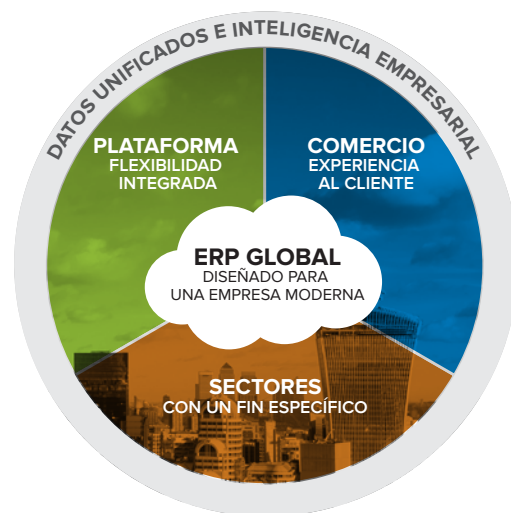 DATOS UNIFICADOS E INTELIGENCIA EMPRESARIAL
PLATAFORMA
FLEXIBILIDAD
INTEGRADA
COMERCIO
EXPERIENCIA
AL CLIENTE
ERP GLOBAL
DISEÑADO PARA
UNA EMPRESA MODERNA
SECTORES
CON UN FIN ESPECÍFICO